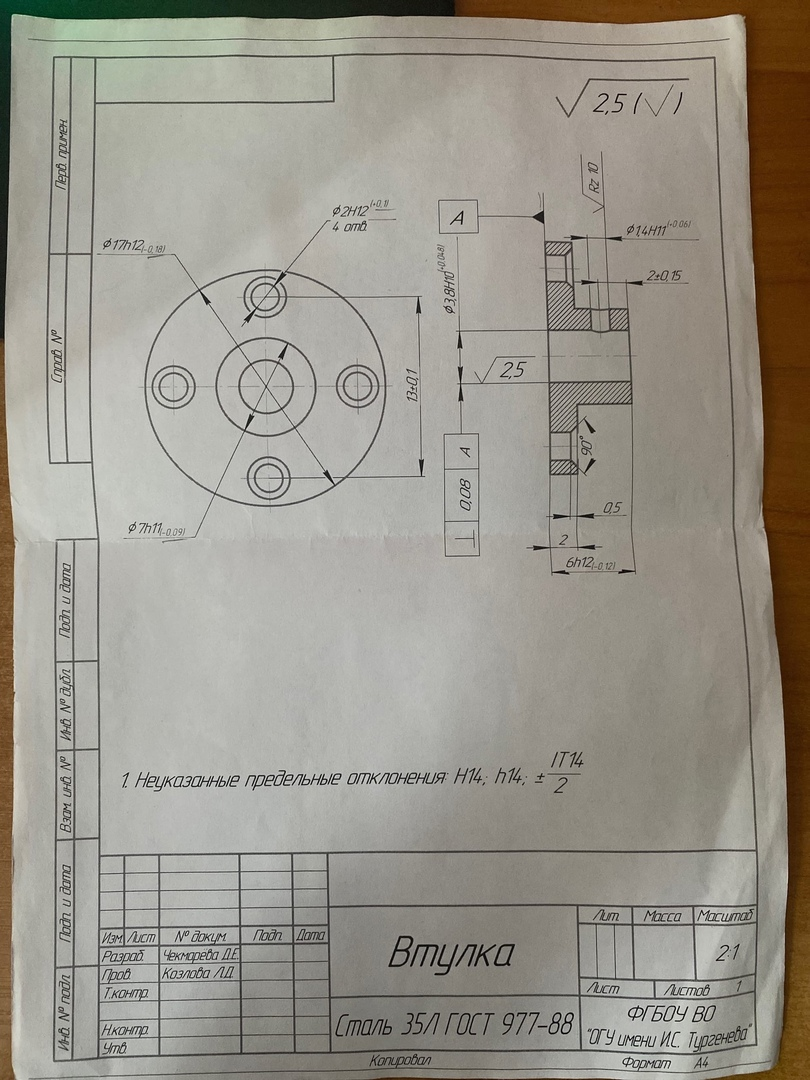 2,5 (√)
Перв. примен.
Справ. №
Подп. и дата
Инв. № дубл.
Взам. инв. №
Подп. и дата
Инв. № подл.
⌀17h12(-0,18)
⌀2H12(+0,1)
4 отв.
13±0,1
⌀7h11(-0,09)
A
Rz 10
⌀1,4H11(+0,06)
2±0,15
⌀3,8H10(+0,048)
2,5
⊥ 0,08 A
90°
0,5
2
6h12(-0,12)
1. Неуказанные предельные отклонения: H14; h14; ± IT14/2
Изм. Лист № докум. Подп. Дата
Разраб. Чекмарева Д.Е.
Пров. Козлова Л.Д.
Т.контр.
Н.контр.
Утв.
Втулка
Сталь 35Л ГОСТ 977-88
Лит. Масса Масштаб
2:1
Лист Листов 1
ФГБОУ ВО
"ОГУ имени И.С. Тургенева"
Копировал Формат A4